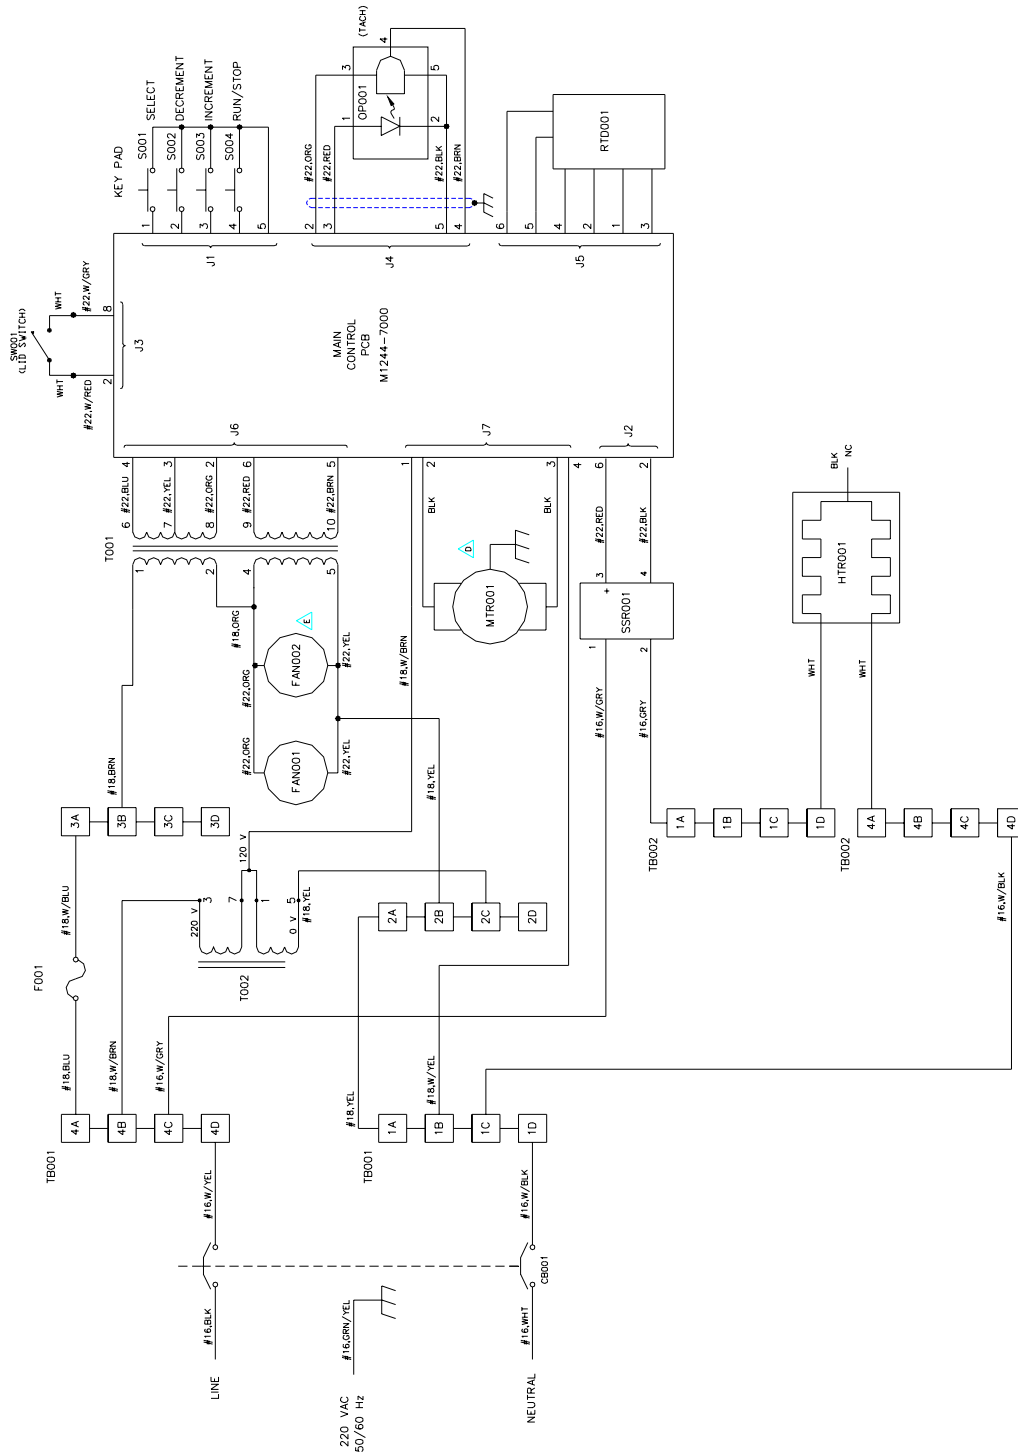 KEY PAD
S001
SELECT
S002
DECREMENT
S003
INCREMENT
S004
RUN/STOP
1
2
3
4
5
J1
(TACH)
OP001
1
3
4
2
5
#22,ORG
#22,RED
#22,BLK
#22,BRN
2
3
5
4
J4
RTD001
6
5
4
2
1
3
J5
SW001
(LID SWITCH)
WHT
WHT
#22,W/RED
#22,W/GRY
2
8
J3
MAIN
CONTROL
PCB
M1244-7000
J6
J7
J2
4
3
2
6
5
#22,BLU
#22,YEL
#22,ORG
#22,RED
#22,BRN
6
7
8
9
10
T001
1
2
4
5
1
2
3
4
BLK
BLK
MTR001
D
6
2
#22,RED
#22,BLK
3
4
+
SSR001
1
2
BLK
NC
HTR001
WHT
WHT
#18,ORG
E
FAN002
#22,ORG
#22,YEL
FAN001
#22,ORG
#22,YEL
#18,W/BRN
#16,W/GRY
#16,GRY
#18,BRN
#18,YEL
3A
3B
3C
3D
TB002
1A
1B
1C
1D
TB002
4A
4B
4C
4D
#18,W/BLU
F001
#18,BLU
120 V
220 V
3
7
1
5
0 V
#18,YEL
T002
2A
2B
2C
2D
#16,W/BLK
#18,W/BRN
#16,W/GRY
#18,YEL
#18,W/YEL
TB001
4A
4B
4C
4D
TB001
1A
1B
1C
1D
#16,W/YEL
#16,W/BLK
CB001
#16,BLK
#16,GRN/YEL
#16,WHT
LINE
220 VAC
50/60 Hz
NEUTRAL